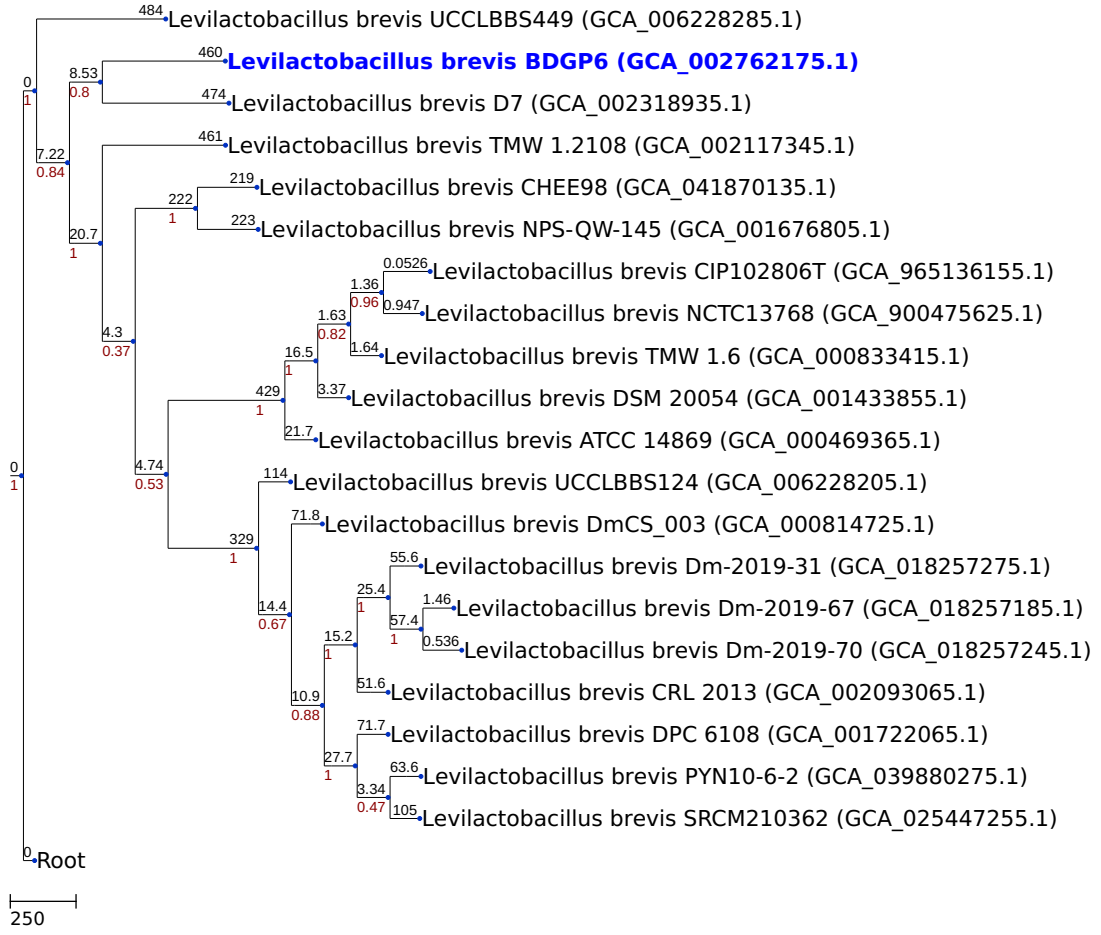 484 Levilactobacillus brevis UCCLBBS449 (GCA_006228285.1)
460 Levilactobacillus brevis BDGP6 (GCA_002762175.1)
8.53
0
0.8
1
474 Levilactobacillus brevis D7 (GCA_002318935.1)
461 Levilactobacillus brevis TMW 1.2108 (GCA_002117345.1)
7.22
0.84
219 Levilactobacillus brevis CHEE98 (GCA_041870135.1)
222
1
223 Levilactobacillus brevis NPS-QW-145 (GCA_001676805.1)
20.7
1
0.0526 Levilactobacillus brevis CIP102806T (GCA_965136155.1)
1.36
0.96
0.947 Levilactobacillus brevis NCTC13768 (GCA_900475625.1)
1.63
0.82
4.3
0.37
1.64 Levilactobacillus brevis TMW 1.6 (GCA_000833415.1)
16.5
1
3.37 Levilactobacillus brevis DSM 20054 (GCA_001433855.1)
429
1
21.7 Levilactobacillus brevis ATCC 14869 (GCA_000469365.1)
0
1
4.74
0.53
114 Levilactobacillus brevis UCCLBBS124 (GCA_006228205.1)
71.8 Levilactobacillus brevis DmCS_003 (GCA_000814725.1)
329
1
55.6 Levilactobacillus brevis Dm-2019-31 (GCA_018257275.1)
25.4
1
1.46 Levilactobacillus brevis Dm-2019-67 (GCA_018257185.1)
14.4
0.67
57.4
1
15.2
1
0.536 Levilactobacillus brevis Dm-2019-70 (GCA_018257245.1)
51.6 Levilactobacillus brevis CRL 2013 (GCA_002093065.1)
10.9
0.88
71.7 Levilactobacillus brevis DPC 6108 (GCA_001722065.1)
27.7
1
63.6 Levilactobacillus brevis PYN10-6-2 (GCA_039880275.1)
3.34
0.47
105 Levilactobacillus brevis SRCM210362 (GCA_025447255.1)
0 Root
250